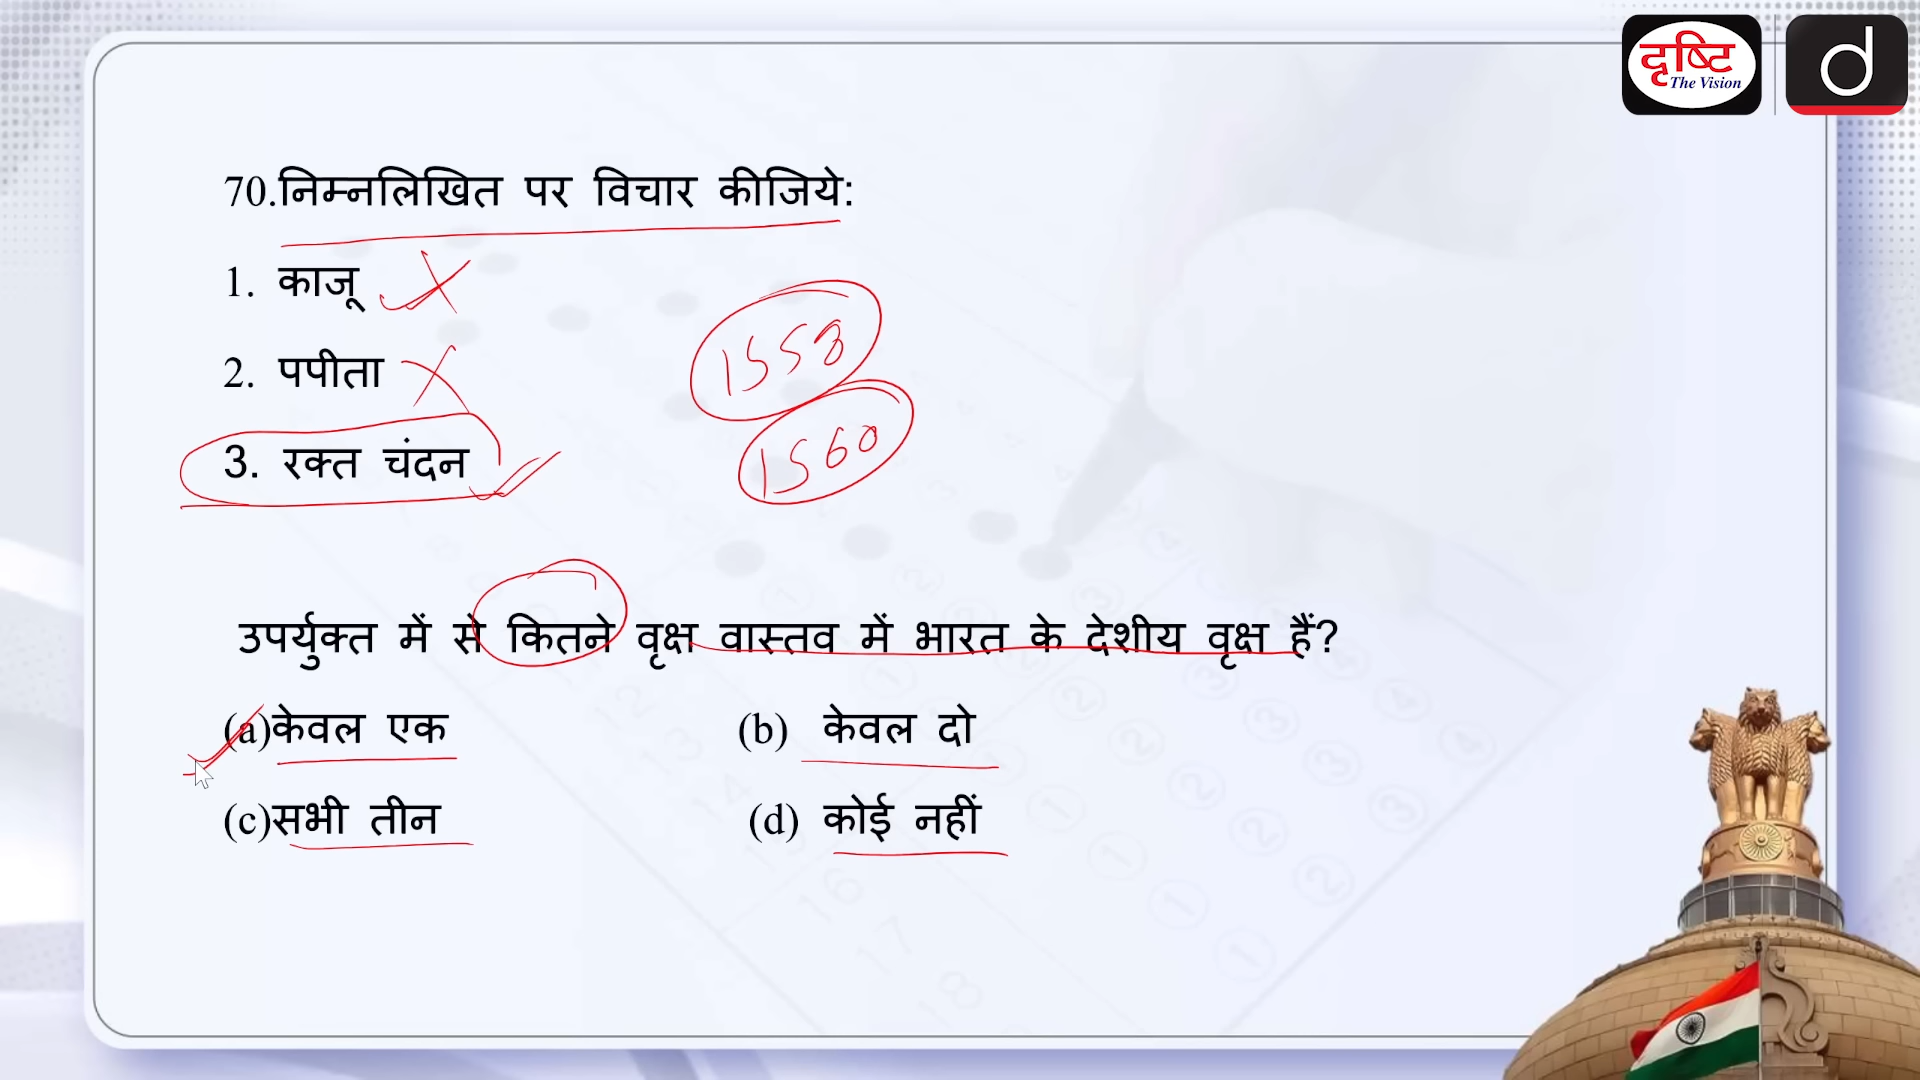 दृष्टि
The Vision
d
70.निम्नलिखित पर विचार कीजिये:
1. काजू
2. पपीता
3. रक्त चंदन
1553
1560
उपर्युक्त में से कितने वृक्ष वास्तव में भारत के देशीय वृक्ष हैं?
(a)केवल एक (b) केवल दो
(c)सभी तीन (d) कोई नहीं